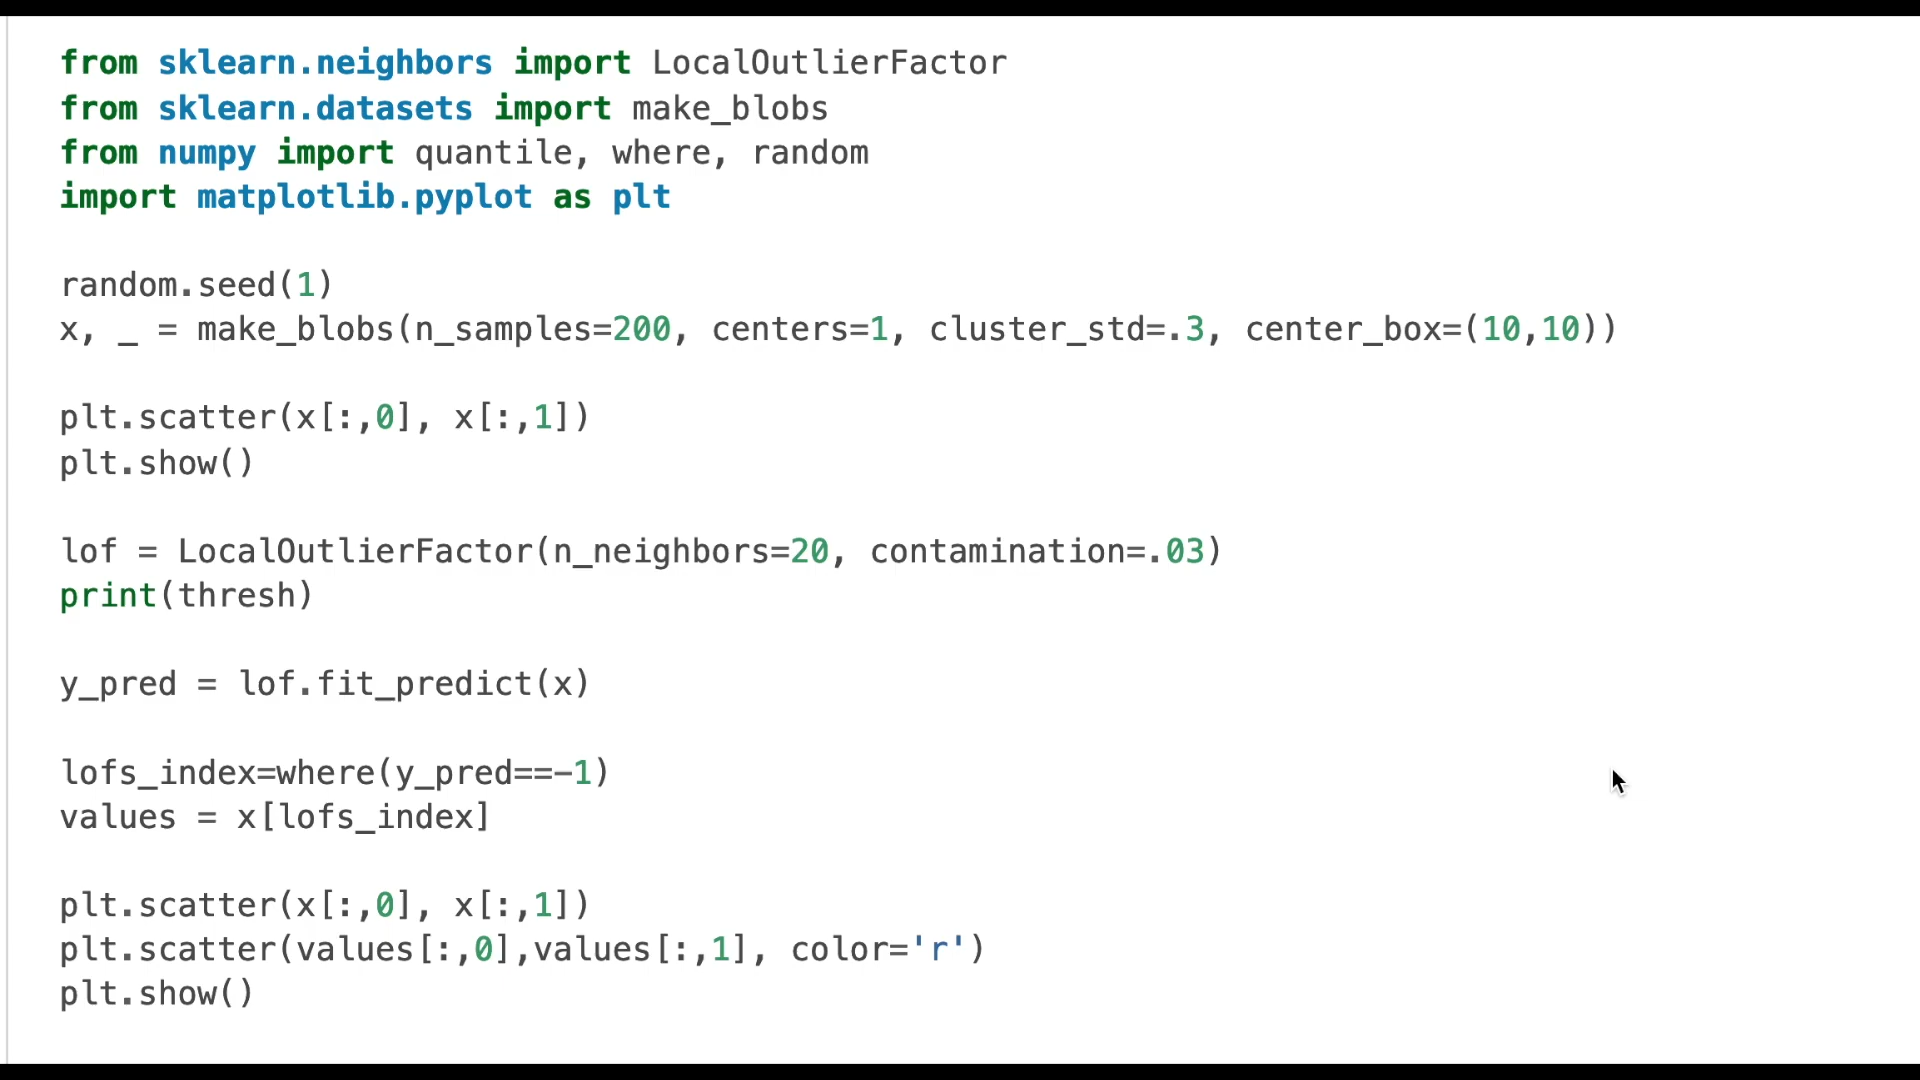 from sklearn.neighbors import LocalOutlierFactor
from sklearn.datasets import make_blobs
from numpy import quantile, where, random
import matplotlib.pyplot as plt
random.seed(1)
x, _ = make_blobs(n_samples=200, centers=1, cluster_std=.3, center_box=(10,10))
plt.scatter(x[:,0], x[:,1])
plt.show()
lof = LocalOutlierFactor(n_neighbors=20, contamination=.03)
print(thresh)
y_pred = lof.fit_predict(x)
lofs_index=where(y_pred==-1)
values = x[lofs_index]
plt.scatter(x[:,0], x[:,1])
plt.scatter(values[:,0],values[:,1], color='r')
plt.show()